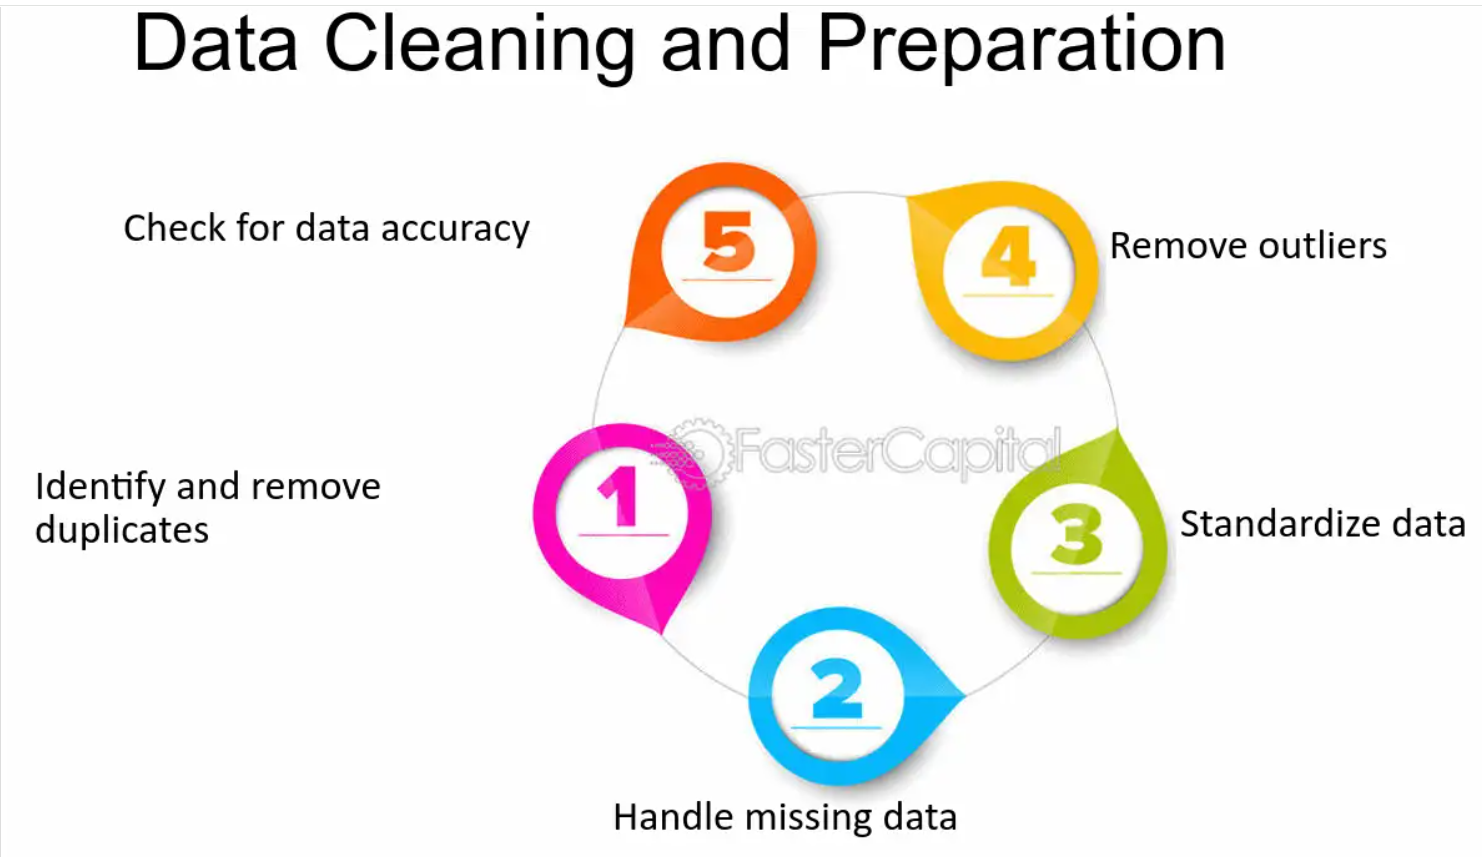 Data Cleaning and Preparation
5
Check for data accuracy
4
Remove outliers
FasterCapital
1
Identify and remove
duplicates
3
Standardize data
2
Handle missing data